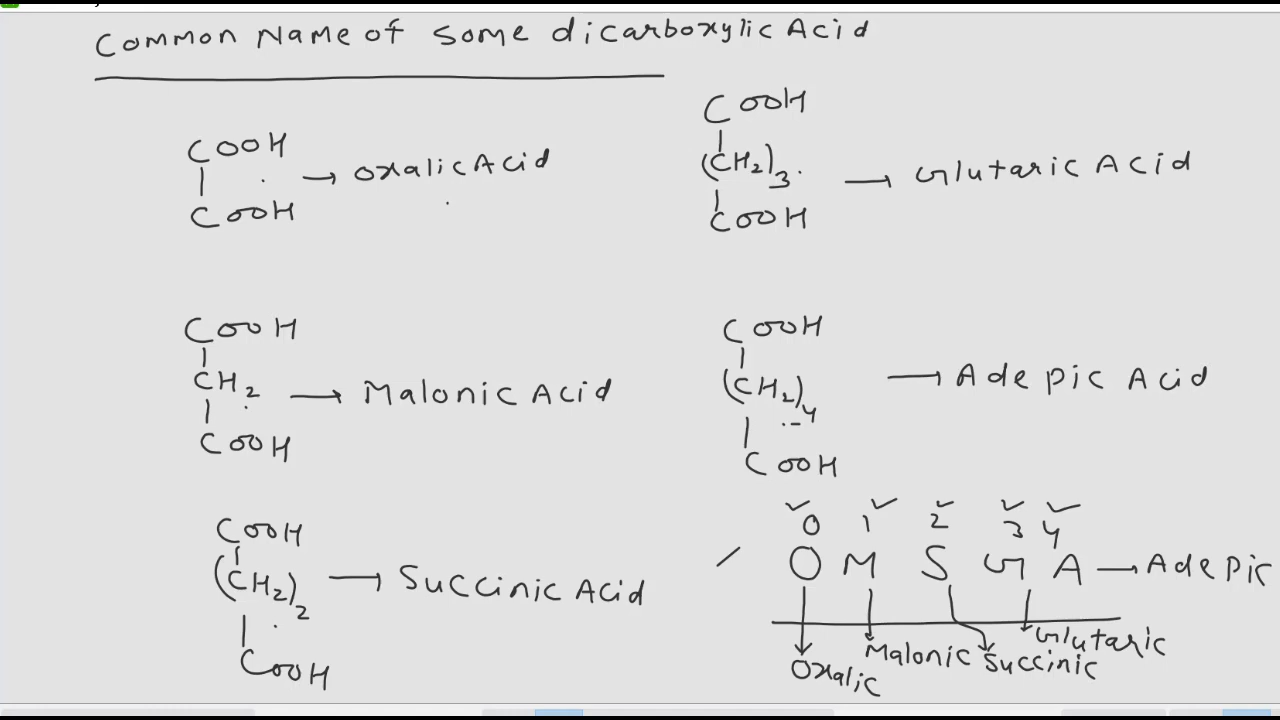 Common Name of Some dicarboxylic Acid
COOH
|
COOH
→ Oxalic Acid
COOH
|
CH2
|
COOH
→ Malonic Acid
COOH
|
(CH2)2
|
COOH
→ Succinic Acid
COOH
|
(CH2)3
|
COOH
→ Glutaric Acid
COOH
|
(CH2)4
|
COOH
→ Adepic Acid
0 1 2 3 4
O M S G A → Adepic
Oxalic Malonic Succinic Glutaric